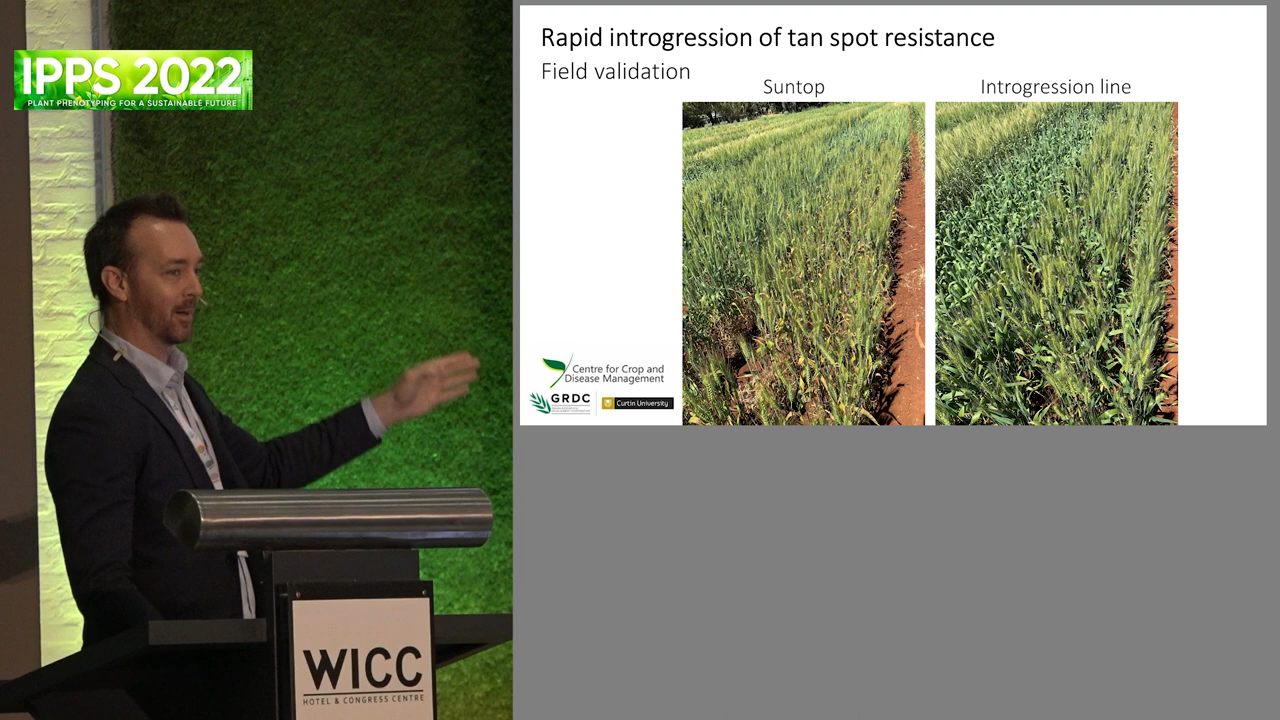 IPPS 2022
PLANT PHENOTYPING FOR A SUSTAINABLE FUTURE
Rapid introgression of tan spot resistance
Field validation
Suntop
Introgression line
Centre for Crop and
Disease Management
GRDC
Curtin University
WICC
HOTEL & CONGRESS CENTRE